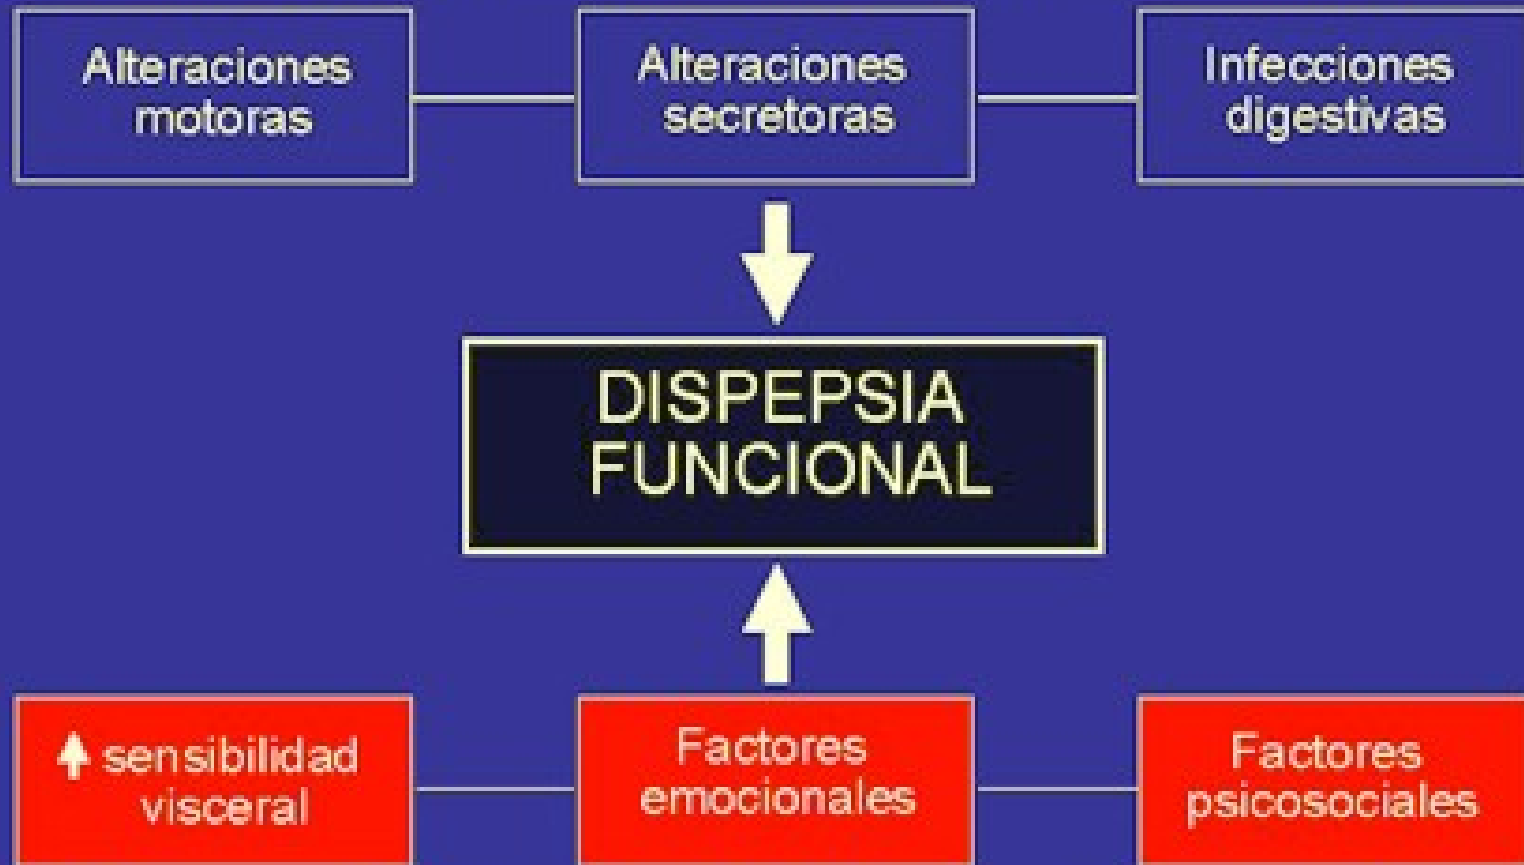 Alteraciones
motoras
Alteraciones
secretoras
Infecciones
digestivas
DISPEPSIA
FUNCIONAL
↑ sensibilidad
visceral
Factores
emocionales
Factores
psicosociales